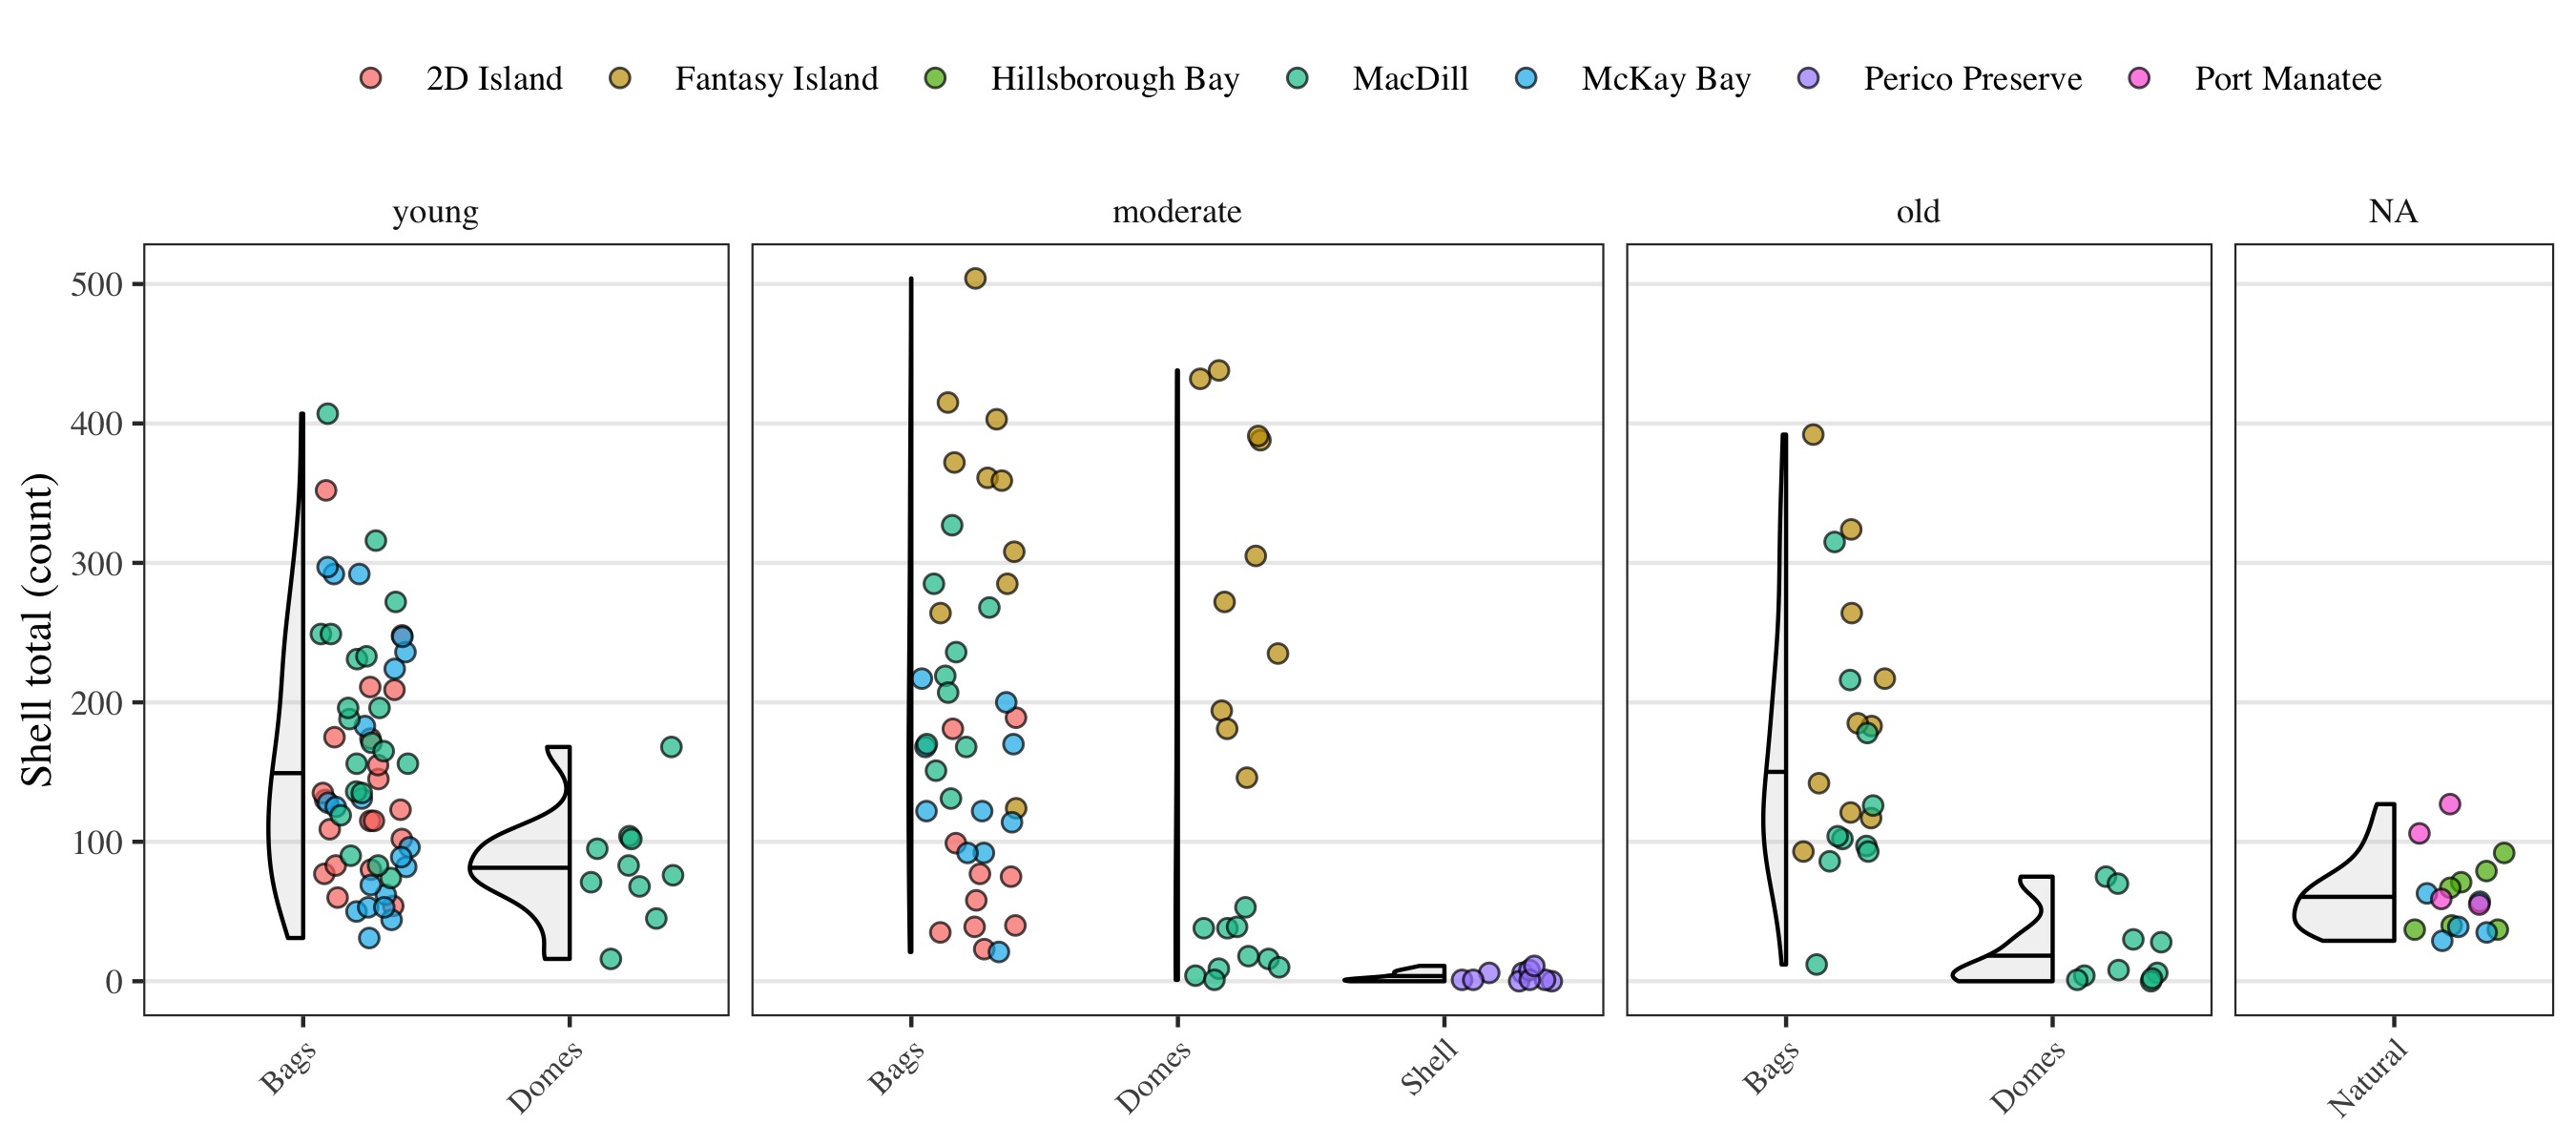 2D Island Fantasy Island Hillsborough Bay MacDill McKay Bay Perico Preserve Port Manatee
young moderate old NA
Shell total (count)
500
400
300
200
100
0
Bags Domes Bags Domes Shell Bags Domes Natural